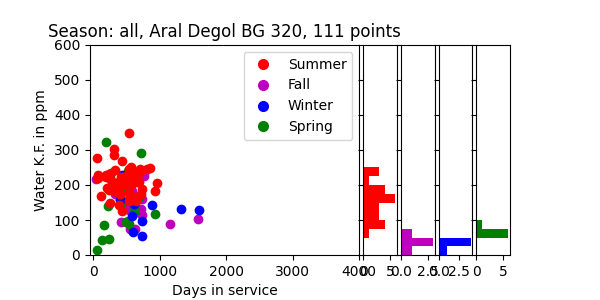 Season: all, Aral Degol BG 320, 111 points
Water K.F. in ppm
600
500
400
300
200
100
0
Summer
Fall
Winter
Spring
0 1000 2000 3000 4000
0 5
0.0 2.5
0.0 2.5
0 5
Days in service